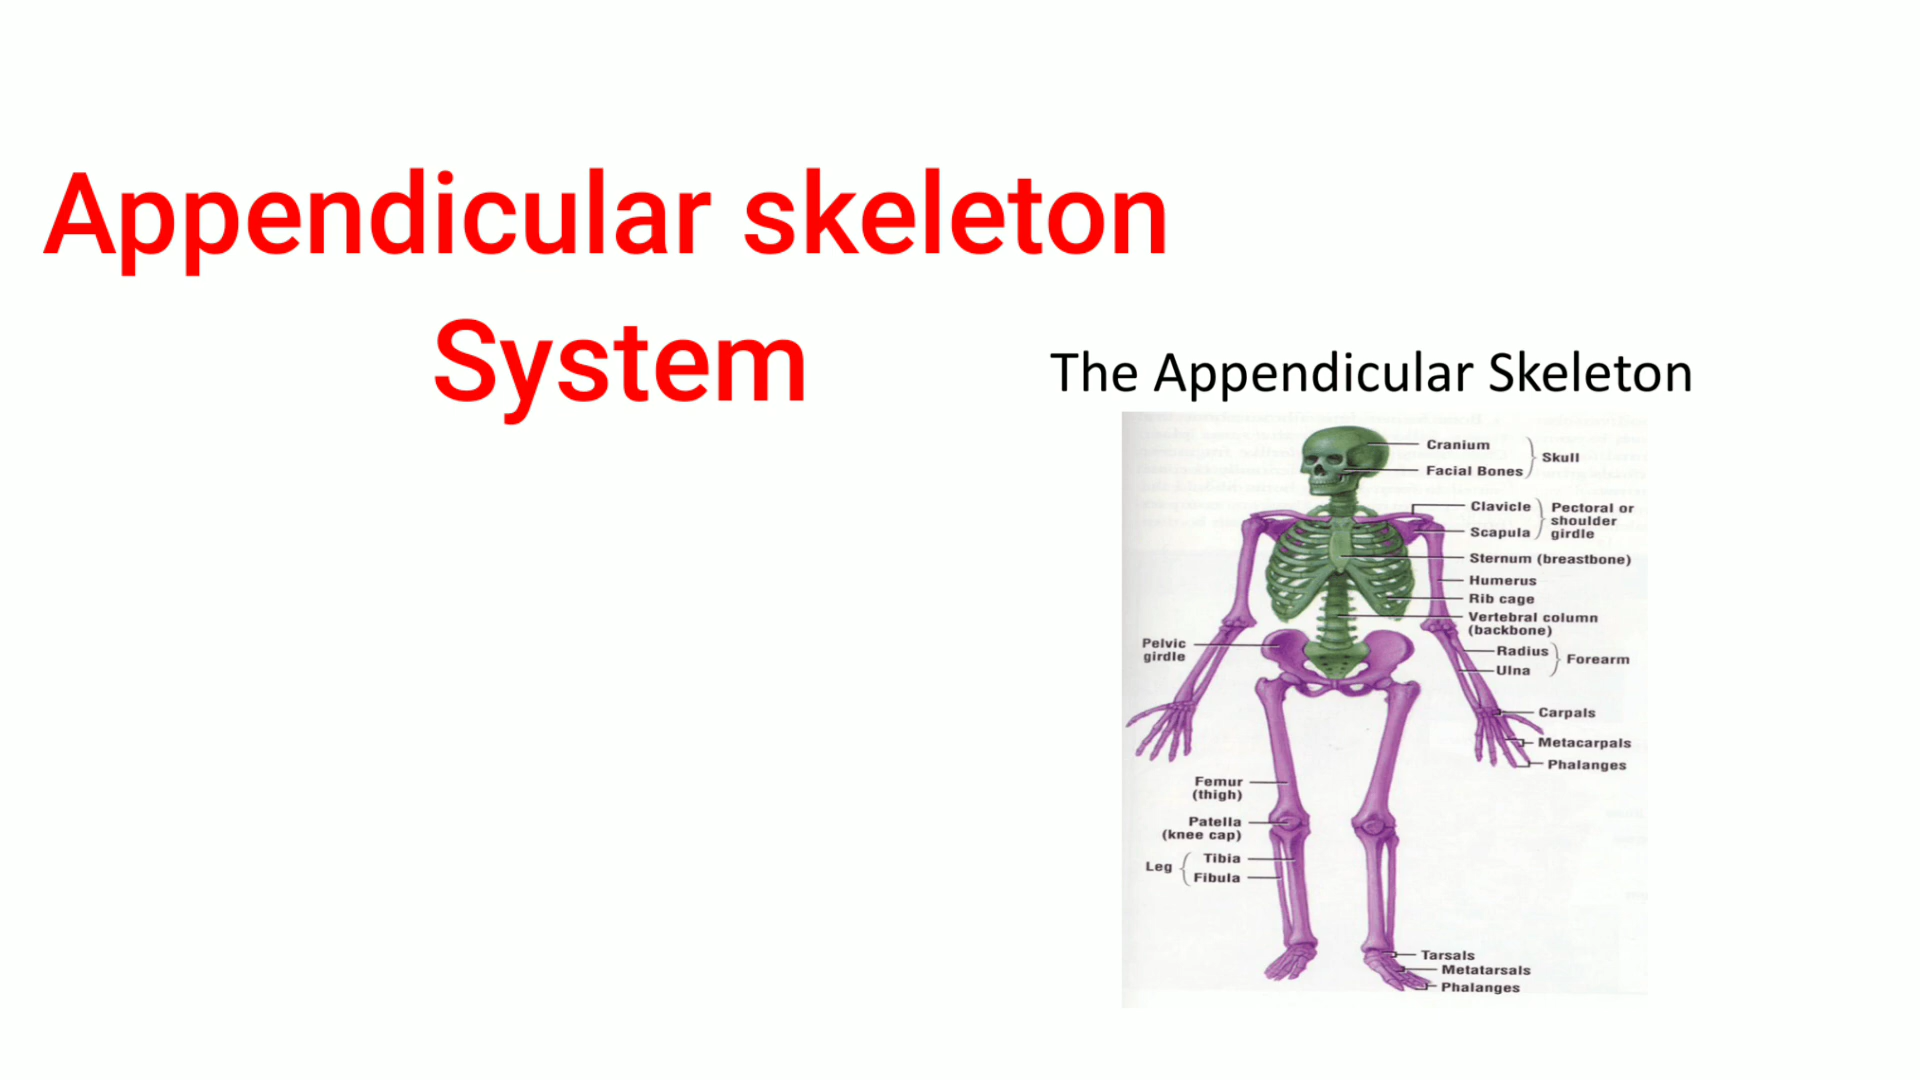 Appendicular skeleton
System
The Appendicular Skeleton
Cranium
Facial Bones
Skull
Clavicle
Scapula
Pectoral or
shoulder
girdle
Sternum (breastbone)
Humerus
Rib cage
Vertebral column
(backbone)
Radius
Ulna
Forearm
Pelvic
girdle
Carpals
Metacarpals
Phalanges
Femur
(thigh)
Patella
(knee cap)
Leg
Tibia
Fibula
Tarsals
Metatarsals
Phalanges